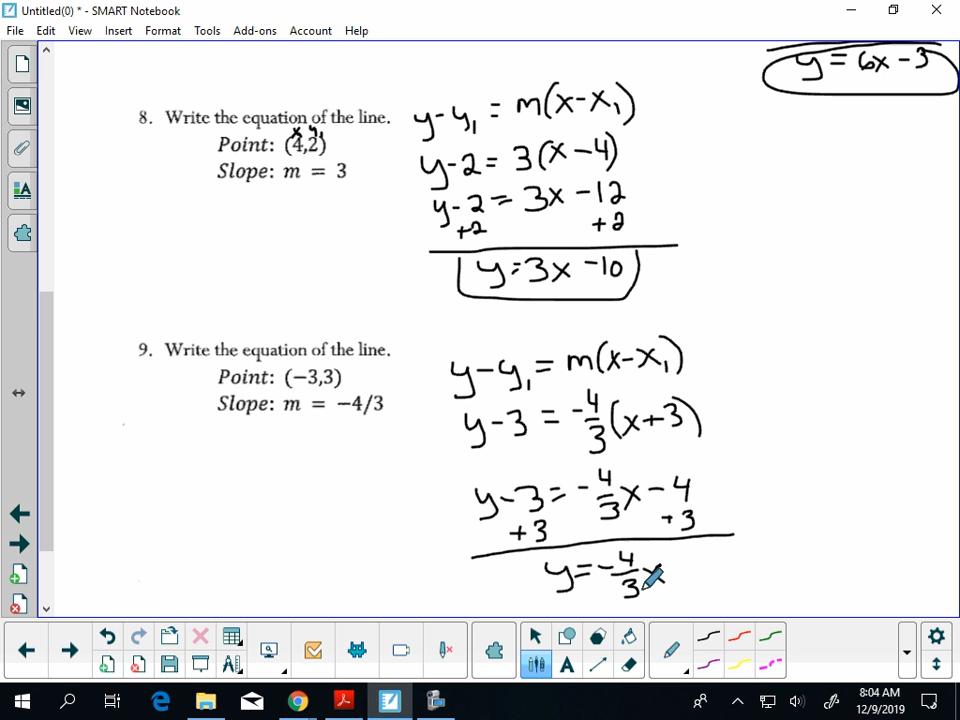 Untitled(0) * - SMART Notebook
File Edit View Insert Format Tools Add-ons Account Help
y = 6x - 3
8. Write the equation of the line.
Point: (4,2)
x y₁
Slope: m = 3
y - y₁ = m(x - x₁)
y - 2 = 3(x - 4)
y - 2 = 3x - 12
+2 +2
y = 3x - 10
9. Write the equation of the line.
Point: (−3,3)
Slope: m = −4/3
y - y₁ = m(x - x₁)
y - 3 = -4/3(x + 3)
y - 3 = -4/3x - 4
+3 +3
y = -4/3x
8:04 AM
12/9/2019